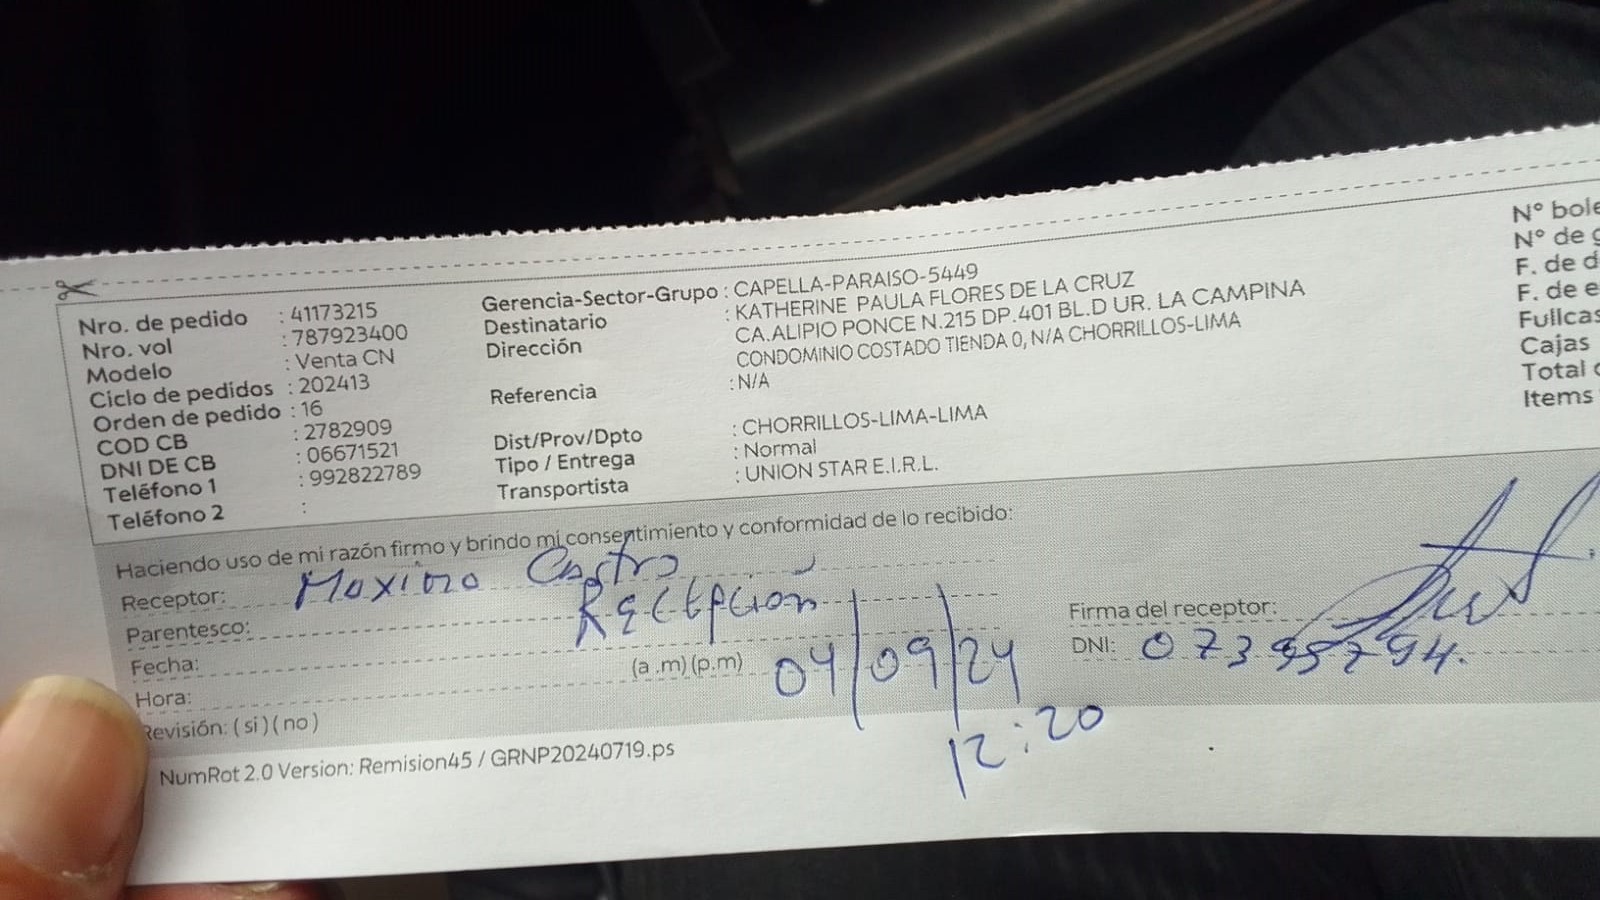 Nro. de pedido : 41173215
Nro. vol : 787923400
Modelo : Venta CN
Ciclo de pedidos : 202413
Orden de pedido : 16
COD CB : 2782909
DNI DE CB : 06671521
Teléfono 1 : 992822789
Teléfono 2 :
Gerencia-Sector-Grupo : CAPELLA-PARAISO-5449
Destinatario : KATHERINE PAULA FLORES DE LA CRUZ
Dirección CA.ALIPIO PONCE N.215 DP.401 BL.D UR. LA CAMPINA
CONDOMINIO COSTADO TIENDA 0, N/A CHORRILLOS-LIMA
Referencia : N/A
Dist/Prov/Dpto : CHORRILLOS-LIMA-LIMA
Tipo / Entrega : Normal
Transportista : UNION STAR E.I.R.L.
N° bole
N° de g
F. de d
F. de e
Fullcas
Cajas
Total
Items
Haciendo uso de mi razón firmo y brindo mi consentimiento y conformidad de lo recibido:
Receptor: Maximo Castro
Parentesco: Recepción
Fecha: (a .m) (p.m) 04/09/24
Hora: 12:20
Revisión: ( si ) ( no )
Firma del receptor:
DNI:
NumRot 2.0 Version: Remision45 / GRNP20240719.ps